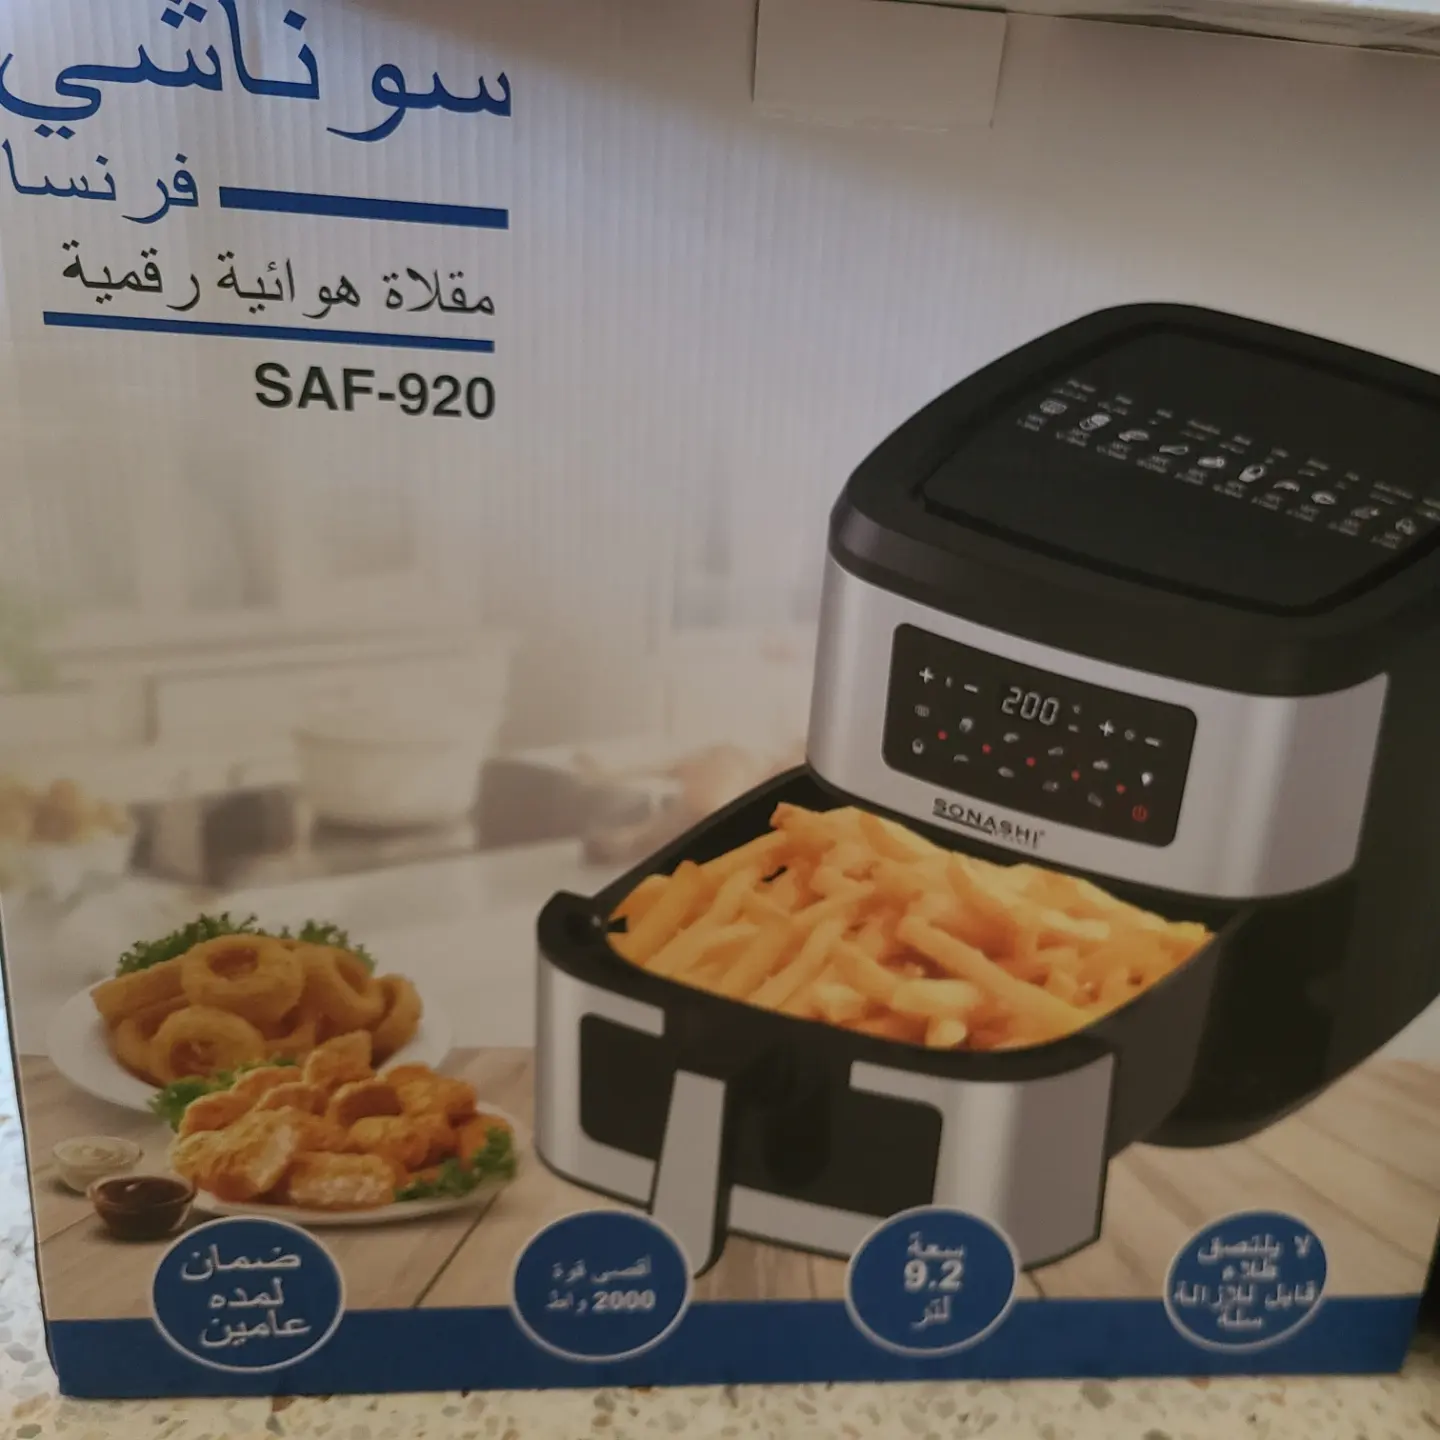 سوناشي
فرنسا
مقلاة هوائية رقمية
SAF-920
200
SONASHI
ضمان
لمده
عامين
أقصى قوة
2000 واط
سعة
9.2
لتر
لا يلتصق
طلاء
قابل للإزالة
سلة